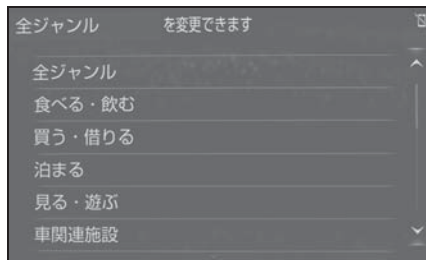 全ジャンル を変更できます
全ジャンル
食べる・飲む
買う・借りる
泊まる
見る・遊ぶ
車関連施設